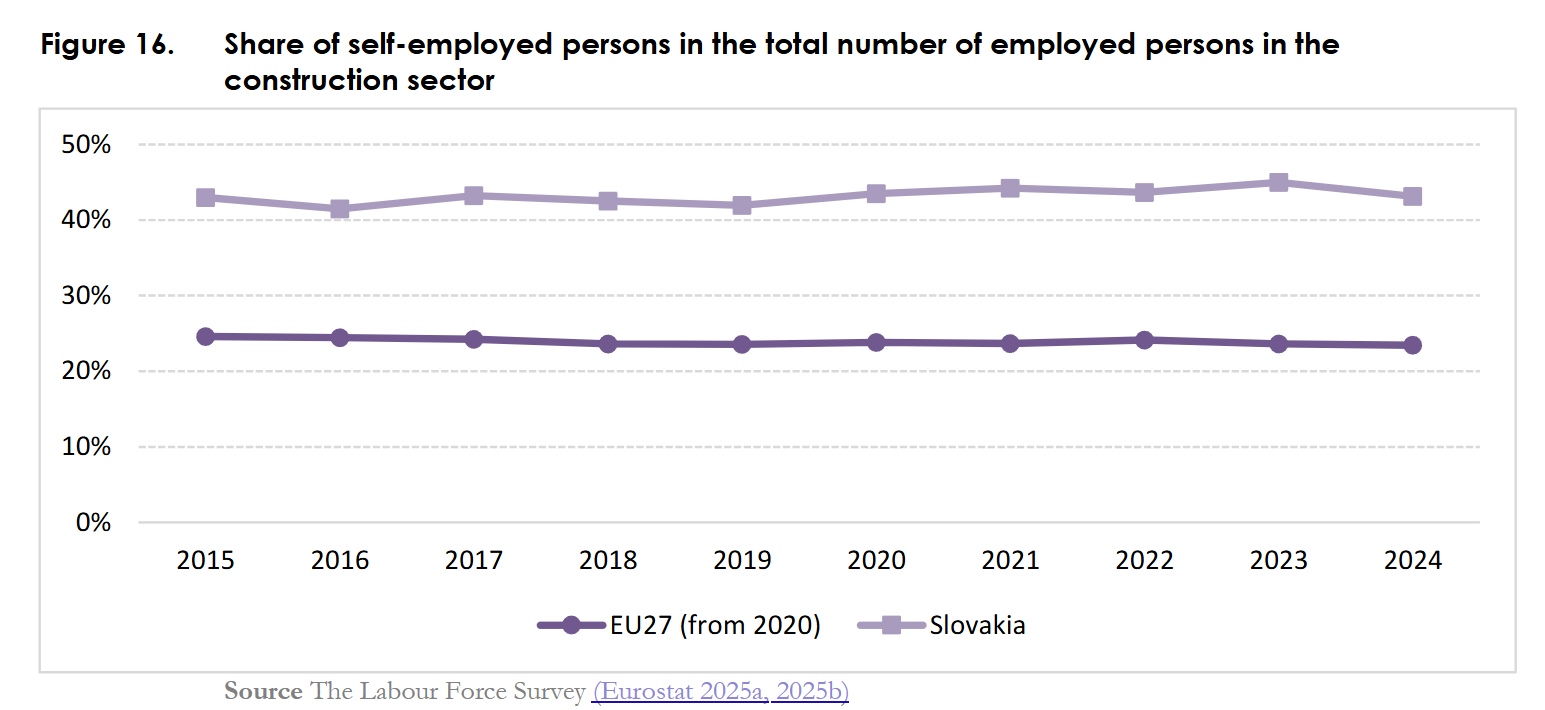 Figure 16. Share of self-employed persons in the total number of employed persons in the
construction sector
50%
40%
30%
20%
10%
0%
2015 2016 2017 2018 2019 2020 2021 2022 2023 2024
EU27 (from 2020) Slovakia
Source The Labour Force Survey (Eurostat 2025a, 2025b)